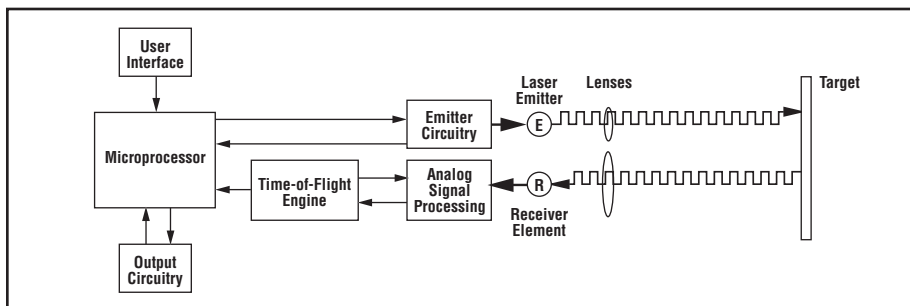 User
Interface
Laser
Emitter
Lenses
Target
Emitter
Circuitry
E
Microprocessor
Time-of-Flight
Engine
Analog
Signal
Processing
R
Receiver
Element
Output
Circuitry